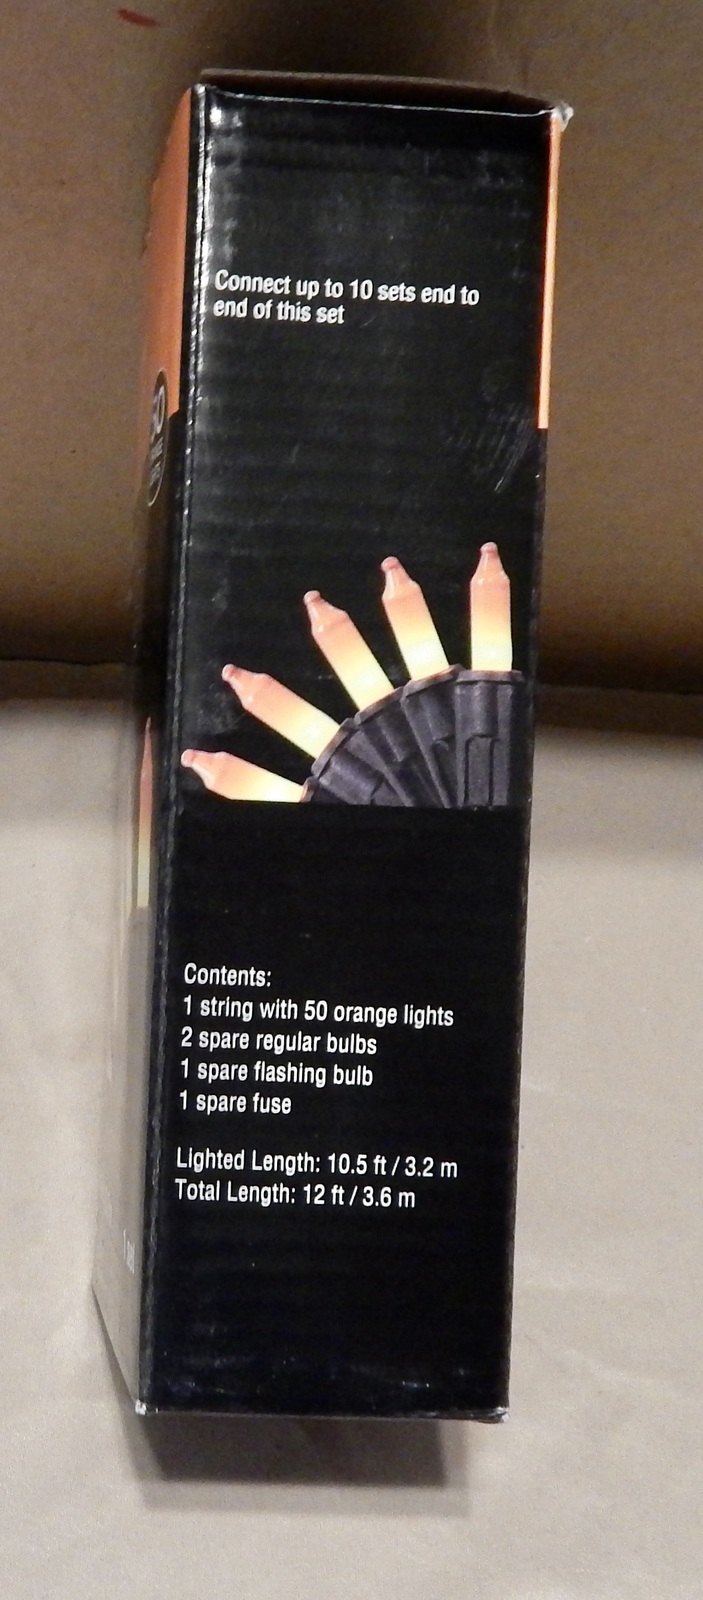 Connect up to 10 sets end to
end of this set
50
Contents:
1 string with 50 orange lights
2 spare regular bulbs
1 spare flashing bulb
1 spare fuse
Lighted Length: 10.5 ft / 3.2 m
Total Length: 12 ft / 3.6 m